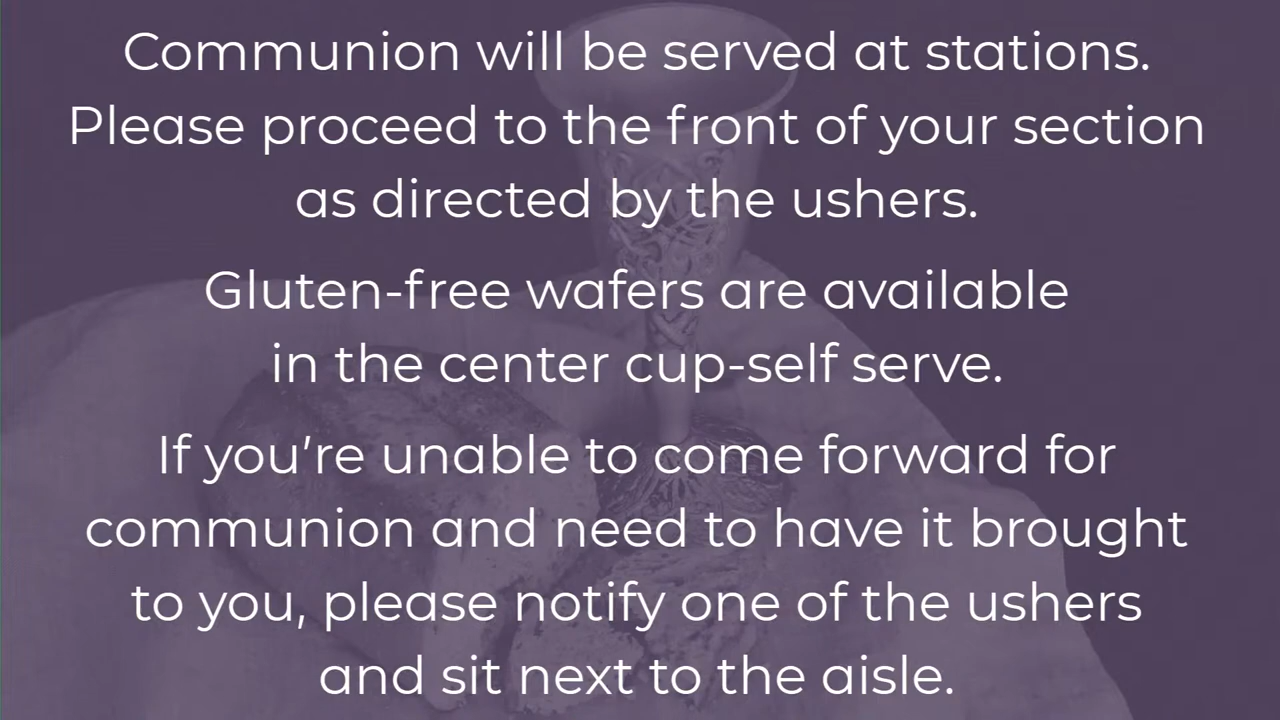 Communion will be served at stations.
Please proceed to the front of your section
as directed by the ushers.
Gluten-free wafers are available
in the center cup-self serve.
If you’re unable to come forward for
communion and need to have it brought
to you, please notify one of the ushers
and sit next to the aisle.